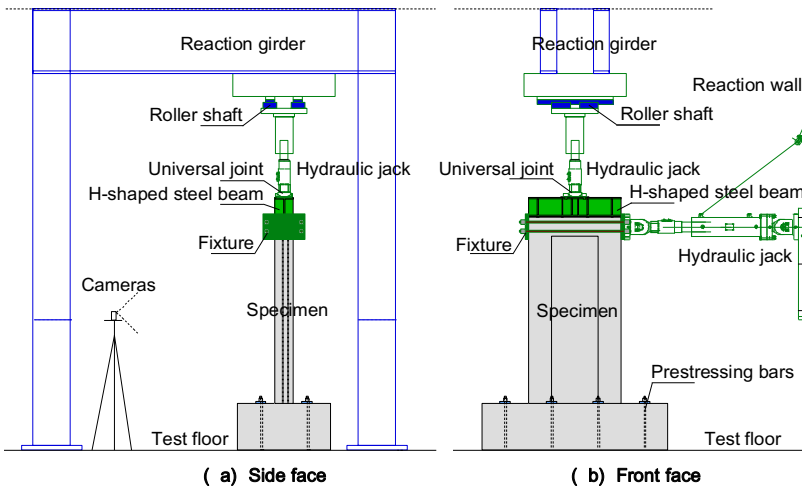 Reaction girder
Roller shaft
Universal joint
Hydraulic jack
H-shaped steel beam
Fixture
Cameras
Specimen
Test floor
( a) Side face
Reaction girder
Reaction wall
Roller shaft
Universal joint
Hydraulic jack
H-shaped steel beam
Fixture
Hydraulic jack
Specimen
Prestressing bars
Test floor
( b) Front face